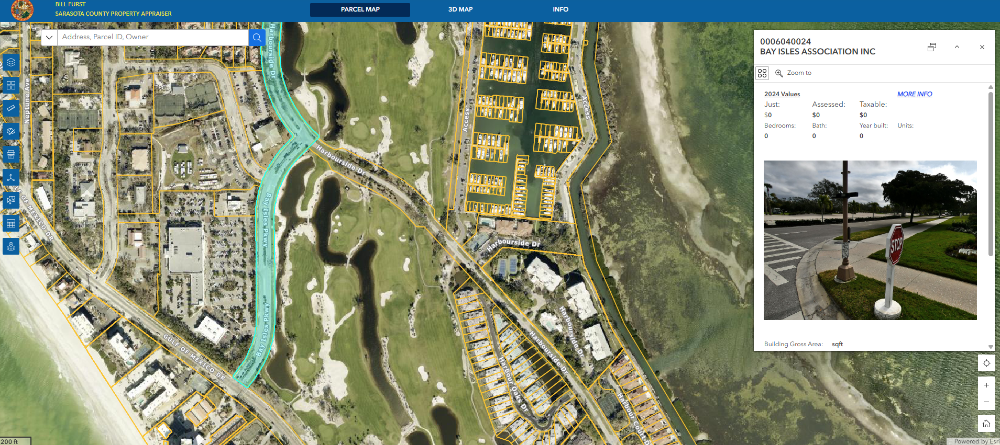 BILL FURST
SARASOTA COUNTY PROPERTY APPRAISER
PARCEL MAP
3D MAP
INFO
Address, Parcel ID, Owner
0006040024
BAY ISLES ASSOCIATION INC
Zoom to
2024 Values
MORE INFO
Just:
Assessed:
Taxable:
$0
$0
$0
Bedrooms:
Bath:
Year built:
Units:
0
0
0
STOP
Building Gross Area: sqft
Harbourside Dr
Neptune Ave
Access
Access
Harbourside Dr
Bay Isles Pkwy
Harbourside Dr
Bay Isles Pkwy
GULF OF MEXICO DR
Harbourside Dr
Harbourside Dr
Harbour Oaks Dr
Harbour Court D
LF OF MEXICO DR
200 ft
Powered by Esri